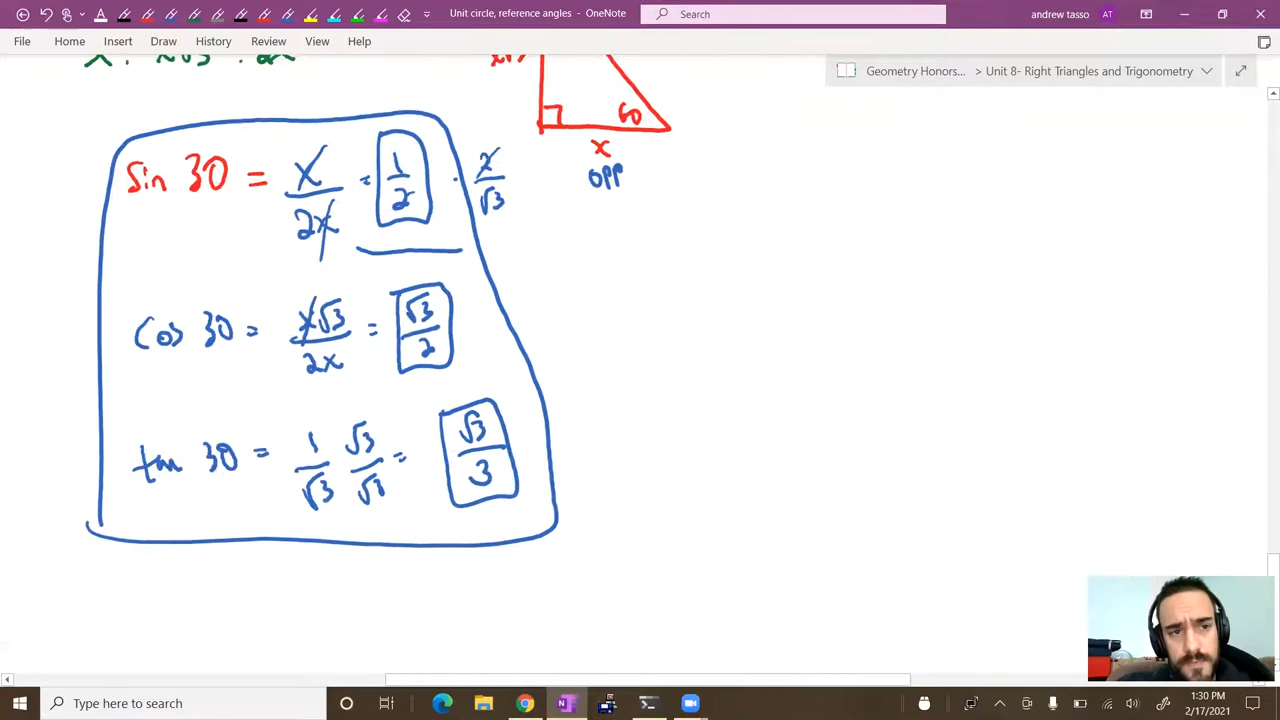 Unit circle, reference angles - OneNote
Search
andrew tasso
AT
File Home Insert Draw History Review View Help
Geometry Honors... > Unit 8- Right Triangles and Trigonometry
60
x
opp
sin 30 = x/2x = 1/2 · 2/√3
cos 30 = x√3/2x = √3/2
tan 30 = 1/√3 √3/√3 = √3/3
Type here to search
1:30 PM
2/17/2021